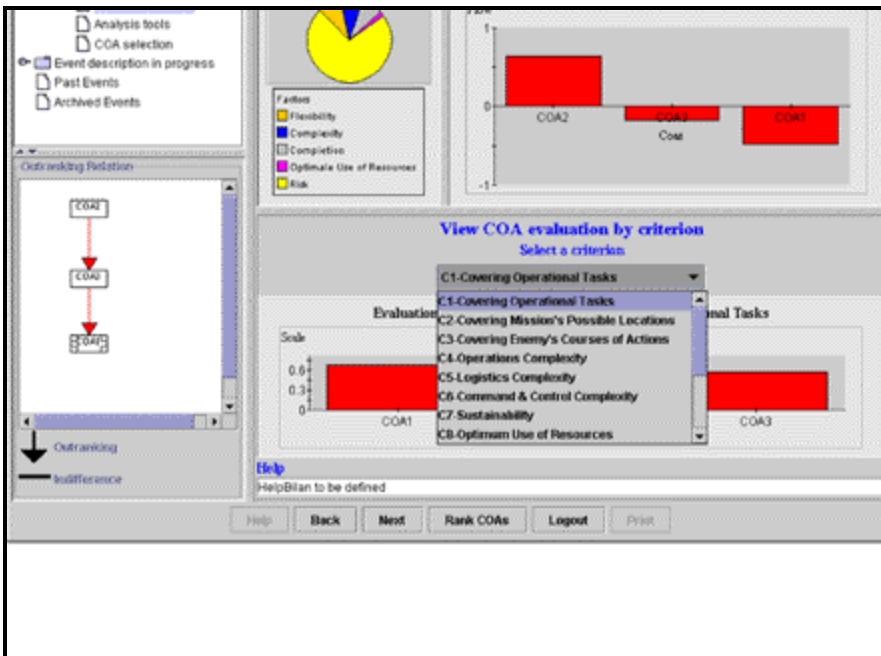 Analysis tools
COA selection
Event description in progress
Past Events
Archived Events
Outranking Relation
COA2
Outranking
Indifference
Factors
Flexibility
Complexity
Completion
Optimale Use of Resources
Risk
1
0
-1
COA2
COA3
COA1
Coas
View COA evaluation by criterion
Select a criterion
C1-Covering Operational Tasks
C1-Covering Operational Tasks
C2-Covering Mission's Possible Locations
C3-Covering Enemy's Courses of Actions
C4-Operations Complexity
C5-Logistics Complexity
C6-Command & Control Complexity
C7-Sustainability
C8-Optimum Use of Resources
Evaluation
nal Tasks
Scale
0.6
0.3
0
COA1
COA3
Help
HelpBilan to be defined
Help
Back
Next
Rank COAs
Logout
Print